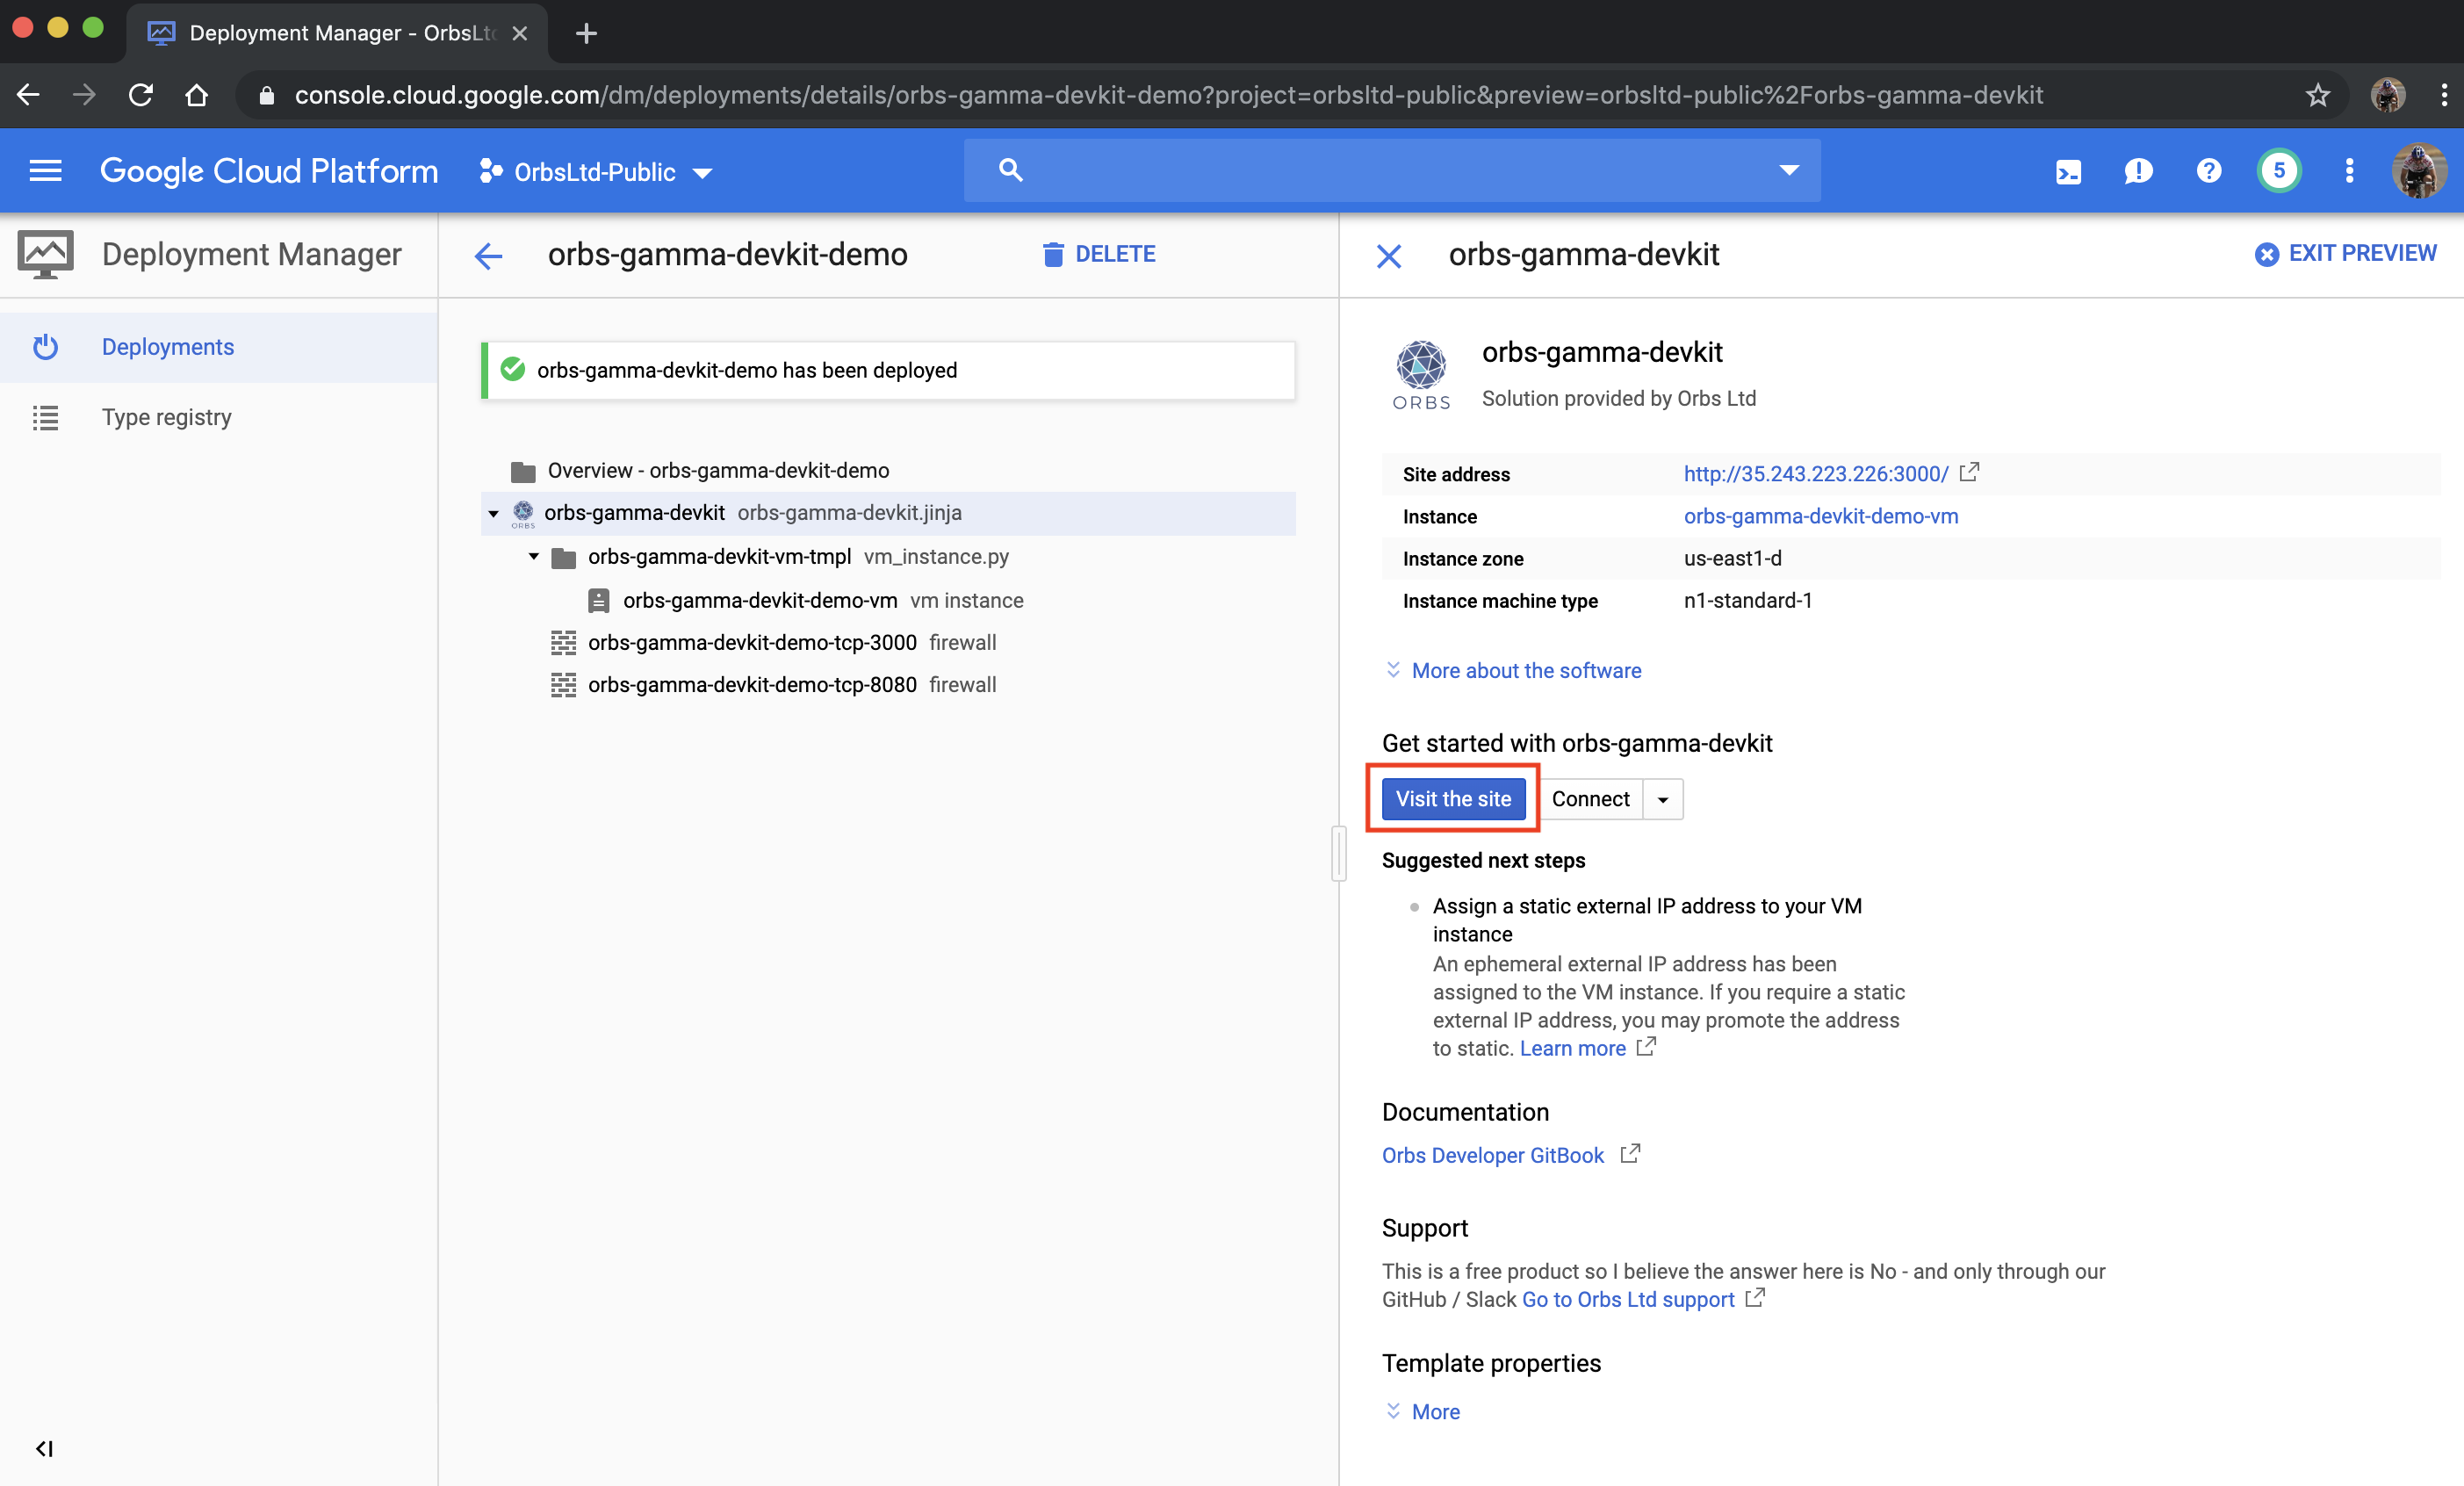 Deployment Manager - OrbsLtd
console.cloud.google.com/dm/deployments/details/orbs-gamma-devkit-demo?project=orbsltd-public&preview=orbsltd-public%2Forbs-gamma-devkit
Google Cloud Platform
OrbsLtd-Public
5
Deployment Manager
Deployments
Type registry
orbs-gamma-devkit-demo
DELETE
orbs-gamma-devkit-demo has been deployed
Overview - orbs-gamma-devkit-demo
ORBS
orbs-gamma-devkit orbs-gamma-devkit.jinja
orbs-gamma-devkit-vm-tmpl vm_instance.py
orbs-gamma-devkit-demo-vm vm instance
orbs-gamma-devkit-demo-tcp-3000 firewall
orbs-gamma-devkit-demo-tcp-8080 firewall
orbs-gamma-devkit
EXIT PREVIEW
ORBS
orbs-gamma-devkit
Solution provided by Orbs Ltd
Site address http://35.243.223.226:3000/
Instance orbs-gamma-devkit-demo-vm
Instance zone us-east1-d
Instance machine type n1-standard-1
More about the software
Get started with orbs-gamma-devkit
Visit the site Connect
Suggested next steps
Assign a static external IP address to your VM
instance
An ephemeral external IP address has been
assigned to the VM instance. If you require a static
external IP address, you may promote the address
to static. Learn more
Documentation
Orbs Developer GitBook
Support
This is a free product so I believe the answer here is No - and only through our
GitHub / Slack Go to Orbs Ltd support
Template properties
More